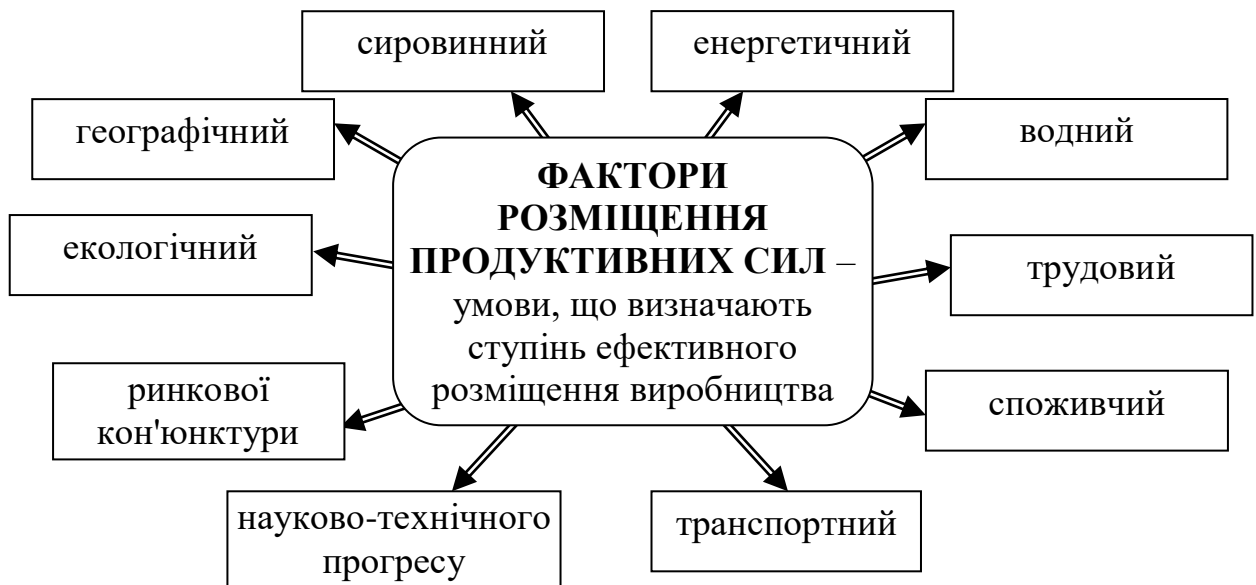 сировинний
енергетичний
географічний
водний
ФАКТОРИ
РОЗМІЩЕННЯ
ПРОДУКТИВНИХ СИЛ –
умови, що визначають
ступінь ефективного
розміщення виробництва
екологічний
трудовий
ринкової
кон'юнктури
споживчий
науково-технічного
прогресу
транспортний